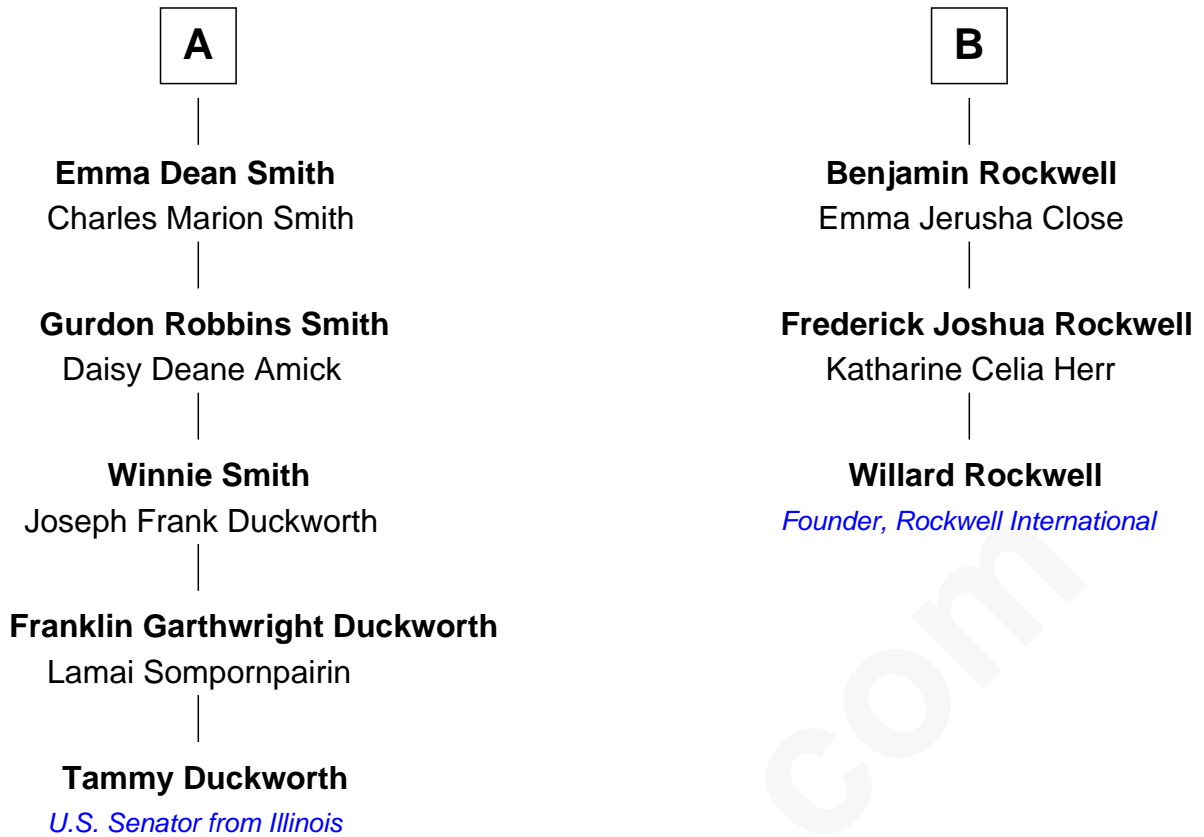 A
Emma Dean Smith
Charles Marion Smith
Gurdon Robbins Smith
Daisy Deane Amick
Winnie Smith
Joseph Frank Duckworth
Franklin Garthwright Duckworth
Lamai Sompornpairin
Tammy Duckworth
U.S. Senator from Illinois
B
Benjamin Rockwell
Emma Jerusha Close
Frederick Joshua Rockwell
Katharine Celia Herr
Willard Rockwell
Founder, Rockwell International
com